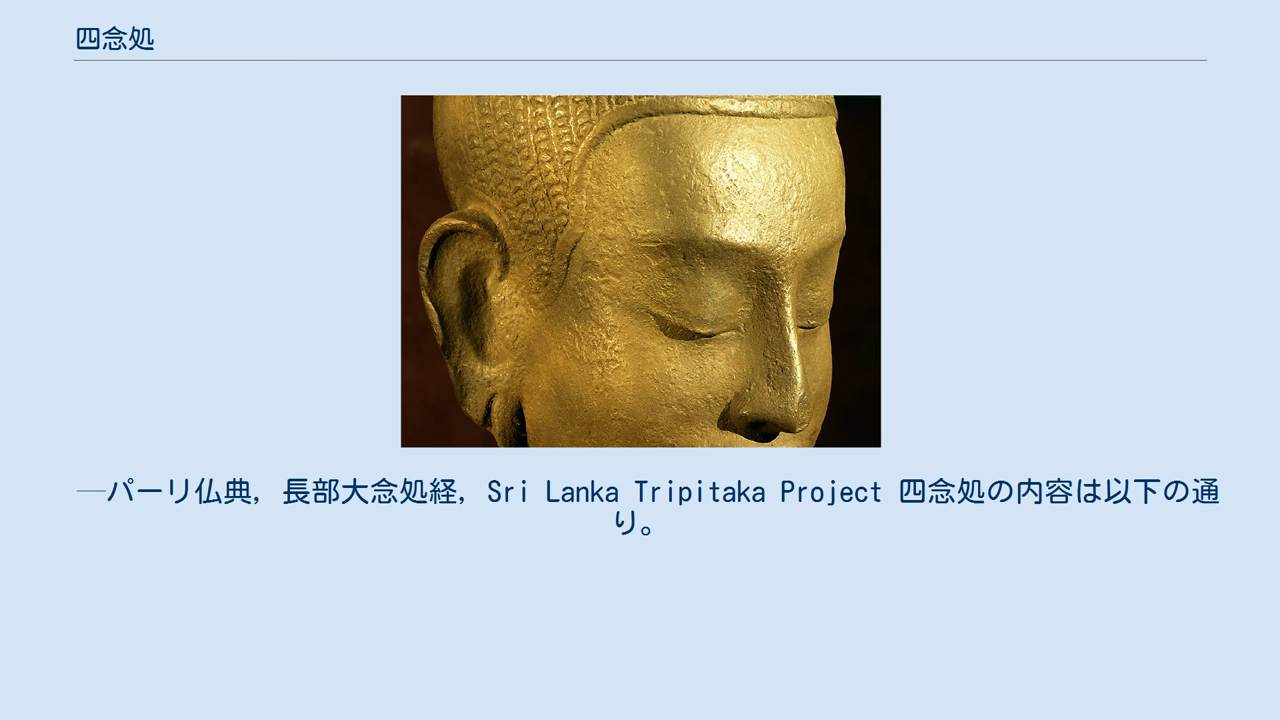 四念処
―パーリ仏典, 長部大念処経, Sri Lanka Tripitaka Project 四念処の内容は以下の通
り。